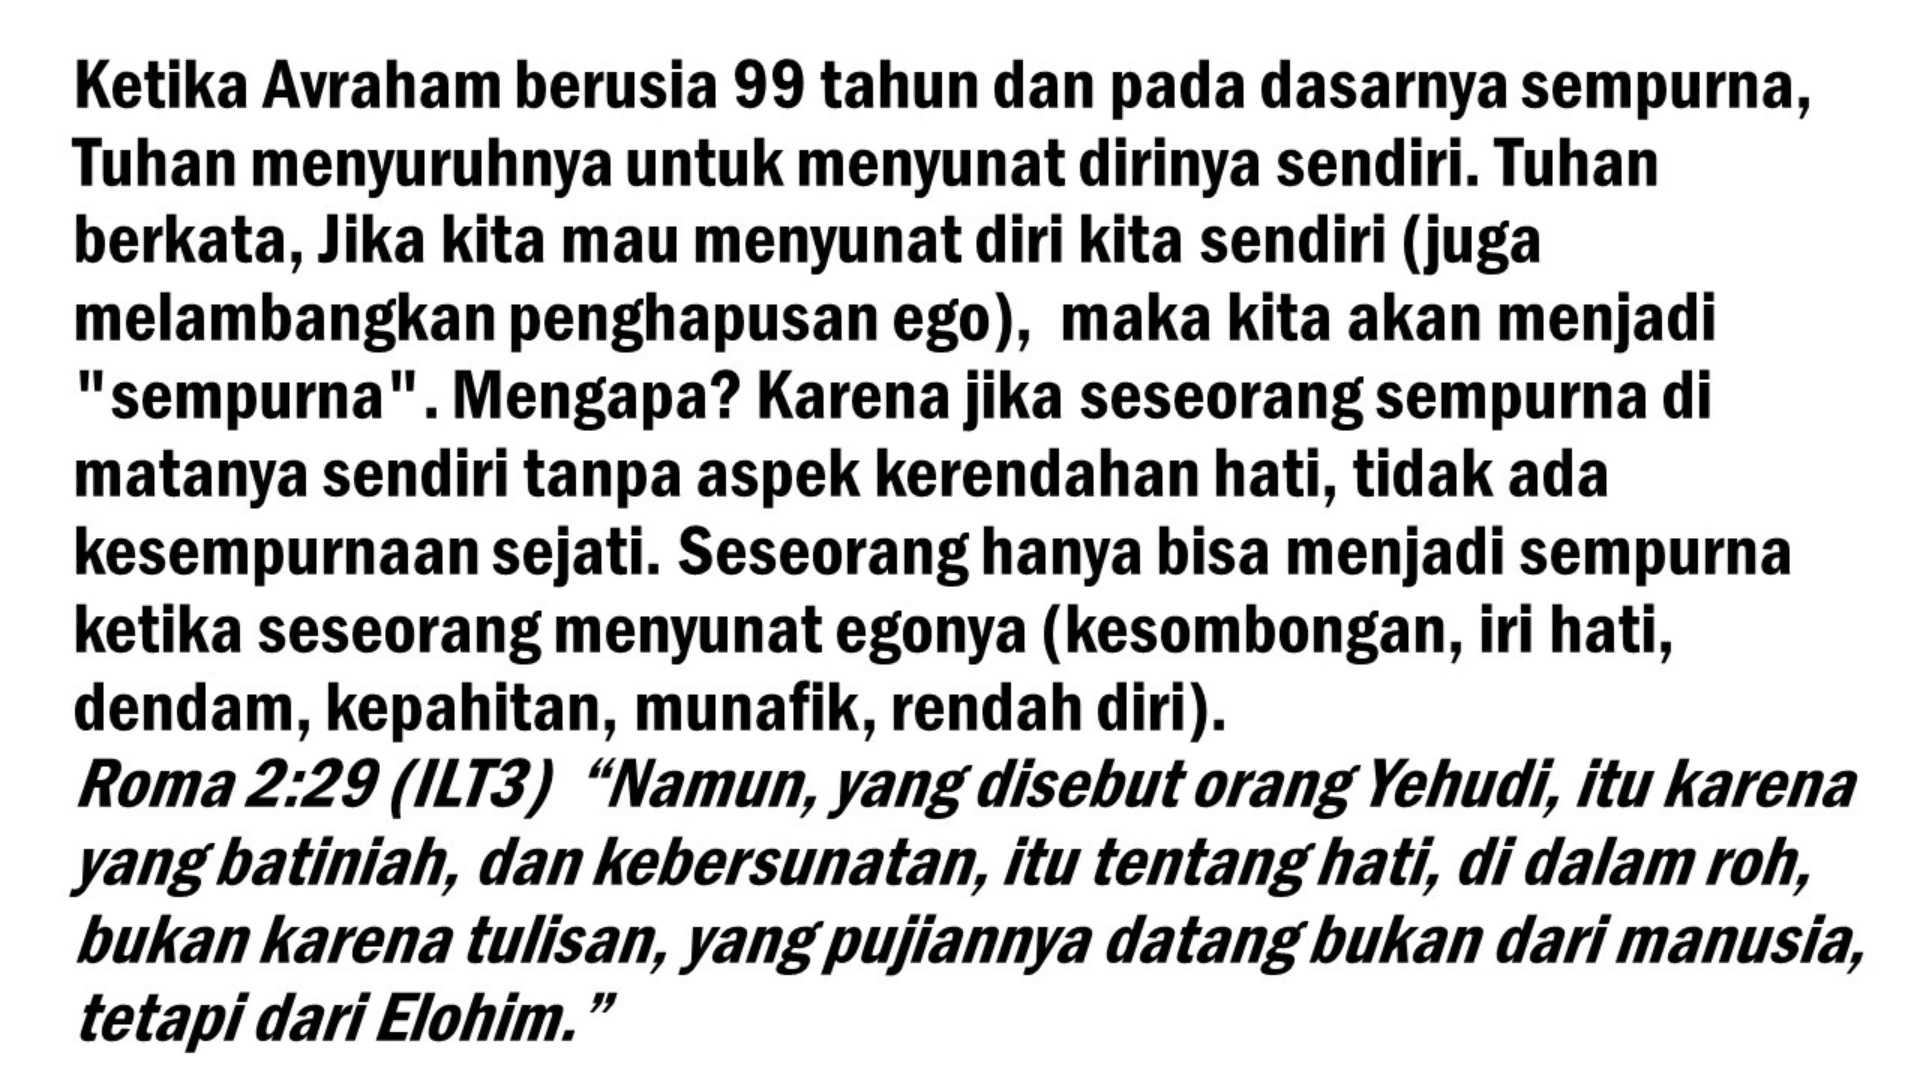 Ketika Avraham berusia 99 tahun dan pada dasarnya sempurna,
Tuhan menyuruhnya untuk menyunat dirinya sendiri. Tuhan
berkata, Jika kita mau menyunat diri kita sendiri (juga
melambangkan penghapusan ego),  maka kita akan menjadi
"sempurna". Mengapa? Karena jika seseorang sempurna di
matanya sendiri tanpa aspek kerendahan hati, tidak ada
kesempurnaan sejati. Seseorang hanya bisa menjadi sempurna
ketika seseorang menyunat egonya (kesombongan, iri hati,
dendam, kepahitan, munafik, rendah diri).
Roma 2:29 (ILT3)  “Namun, yang disebut orang Yehudi, itu karena
yang batiniah, dan kebersunatan, itu tentang hati, di dalam roh,
bukan karena tulisan, yang pujiannya datang bukan dari manusia,
tetapi dari Elohim.”